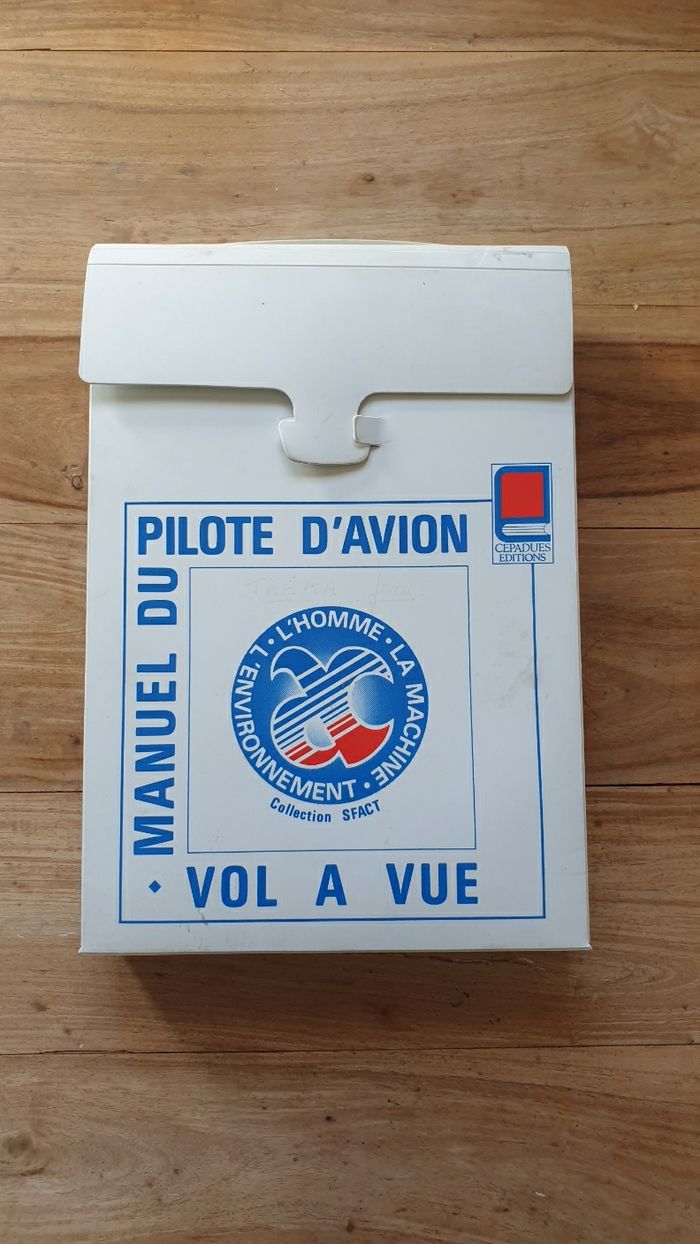 MANUEL DU
PILOTE D'AVION
CEPADUES
EDITIONS
L'HOMME • LA MACHINE • L'ENVIRONNEMENT •
Collection SFACT
• VOL A VUE